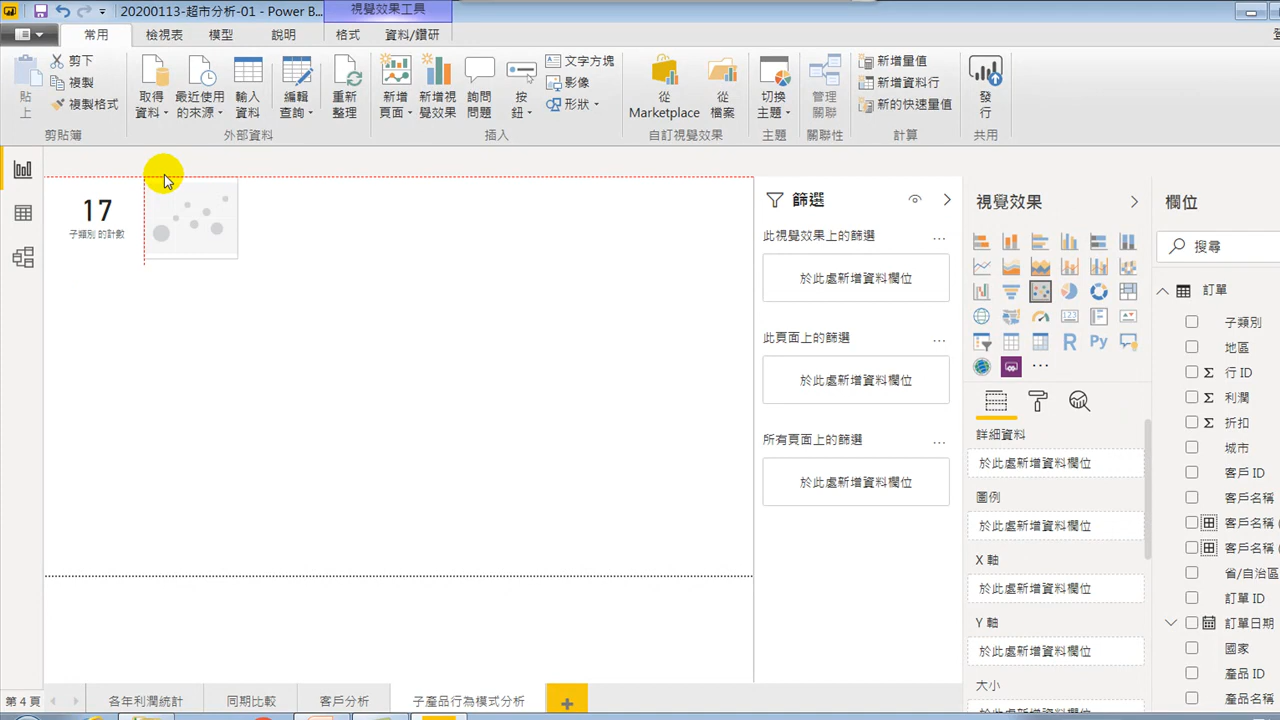 20200113-超市分析-01 - Power B...
視覺效果工具
常用
檢視表
模型
說明
格式
資料/鑽研
剪下
複製
複製格式
貼上
剪貼簿
取得資料
最近使用的來源
輸入資料
編輯查詢
外部資料
重新整理
新增頁面
新增視覺效果
詢問問題
按鈕
文字方塊
影像
形狀
插入
從 Marketplace
從檔案
自訂視覺效果
切換主題
主題
管理關聯
關聯性
新增量值
新增資料行
新的快速量值
計算
發行
共用
17
子類別 的計數
篩選
此視覺效果上的篩選
...
於此處新增資料欄位
此頁面上的篩選
...
於此處新增資料欄位
所有頁面上的篩選
...
於此處新增資料欄位
視覺效果
123
R
Py
...
詳細資料
於此處新增資料欄位
圖例
於此處新增資料欄位
X 軸
於此處新增資料欄位
Y 軸
於此處新增資料欄位
大小
欄位
搜尋
訂單
子類別
地區
Σ 行 ID
Σ 利潤
Σ 折扣
城市
客戶 ID
客戶名稱
客戶名稱 (
客戶名稱 (
省/自治區
訂單 ID
訂單日期
國家
產品 ID
產品名稱
第 4 頁
各年利潤統計
同期比較
客戶分析
子產品行為模式分析